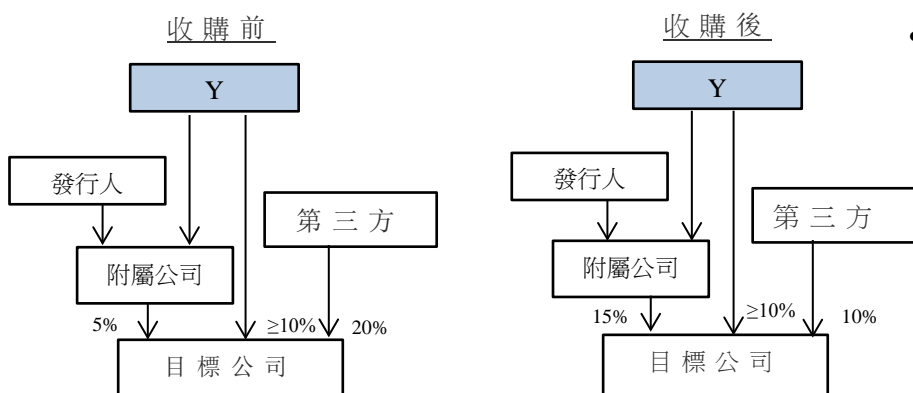 收購前
Y
發行人
第三方
附屬公司
5%
≥10%
20%
目標公司
收購後
•
Y
發行人
第三方
附屬公司
15%
≥10%
10%
目標公司